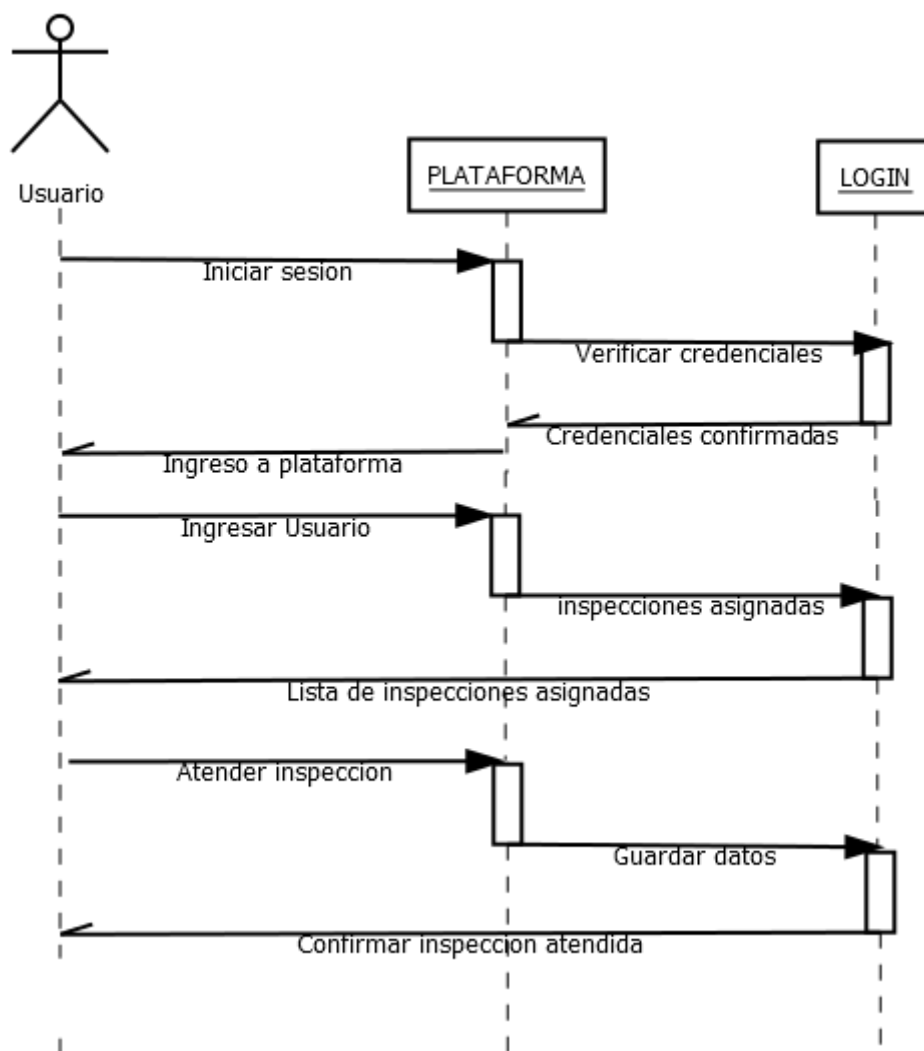 Usuario
PLATAFORMA
LOGIN
Iniciar sesion
Verificar credenciales
Credenciales confirmadas
Ingreso a plataforma
Ingresar Usuario
inspecciones asignadas
Lista de inspecciones asignadas
Atender inspeccion
Guardar datos
Confirmar inspeccion atendida